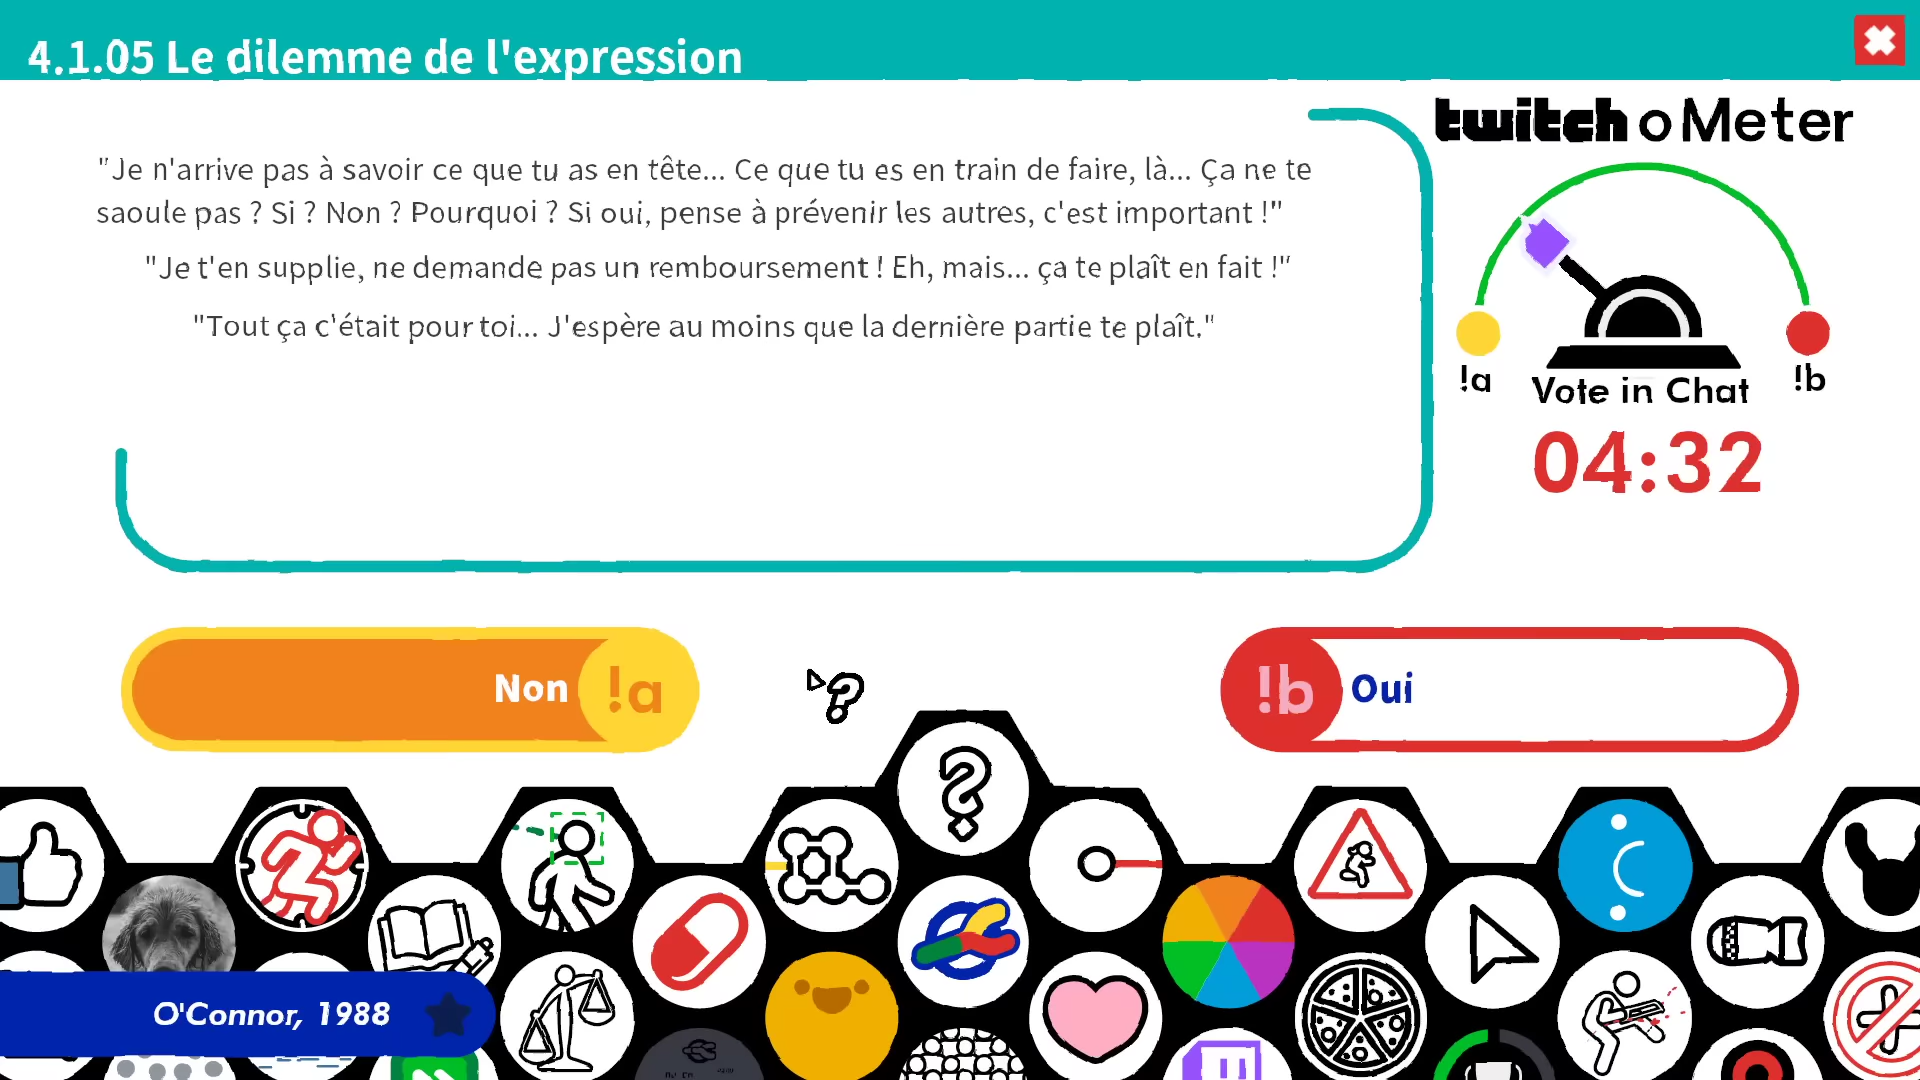 4.1.05 Le dilemme de l'expression
"Je n'arrive pas à savoir ce que tu as en tête... Ce que tu es en train de faire, là... Ça ne te
saoule pas ? Si ? Non ? Pourquoi ? Si oui, pense à prévenir les autres, c'est important !"
"Je t'en supplie, ne demande pas un remboursement ! Eh, mais... ça te plaît en fait !"
"Tout ça c'était pour toi... J'espère au moins que la dernière partie te plaît."
twitch o Meter
!a
Vote in Chat
!b
04:32
Non !a
!b Oui
O'Connor, 1988